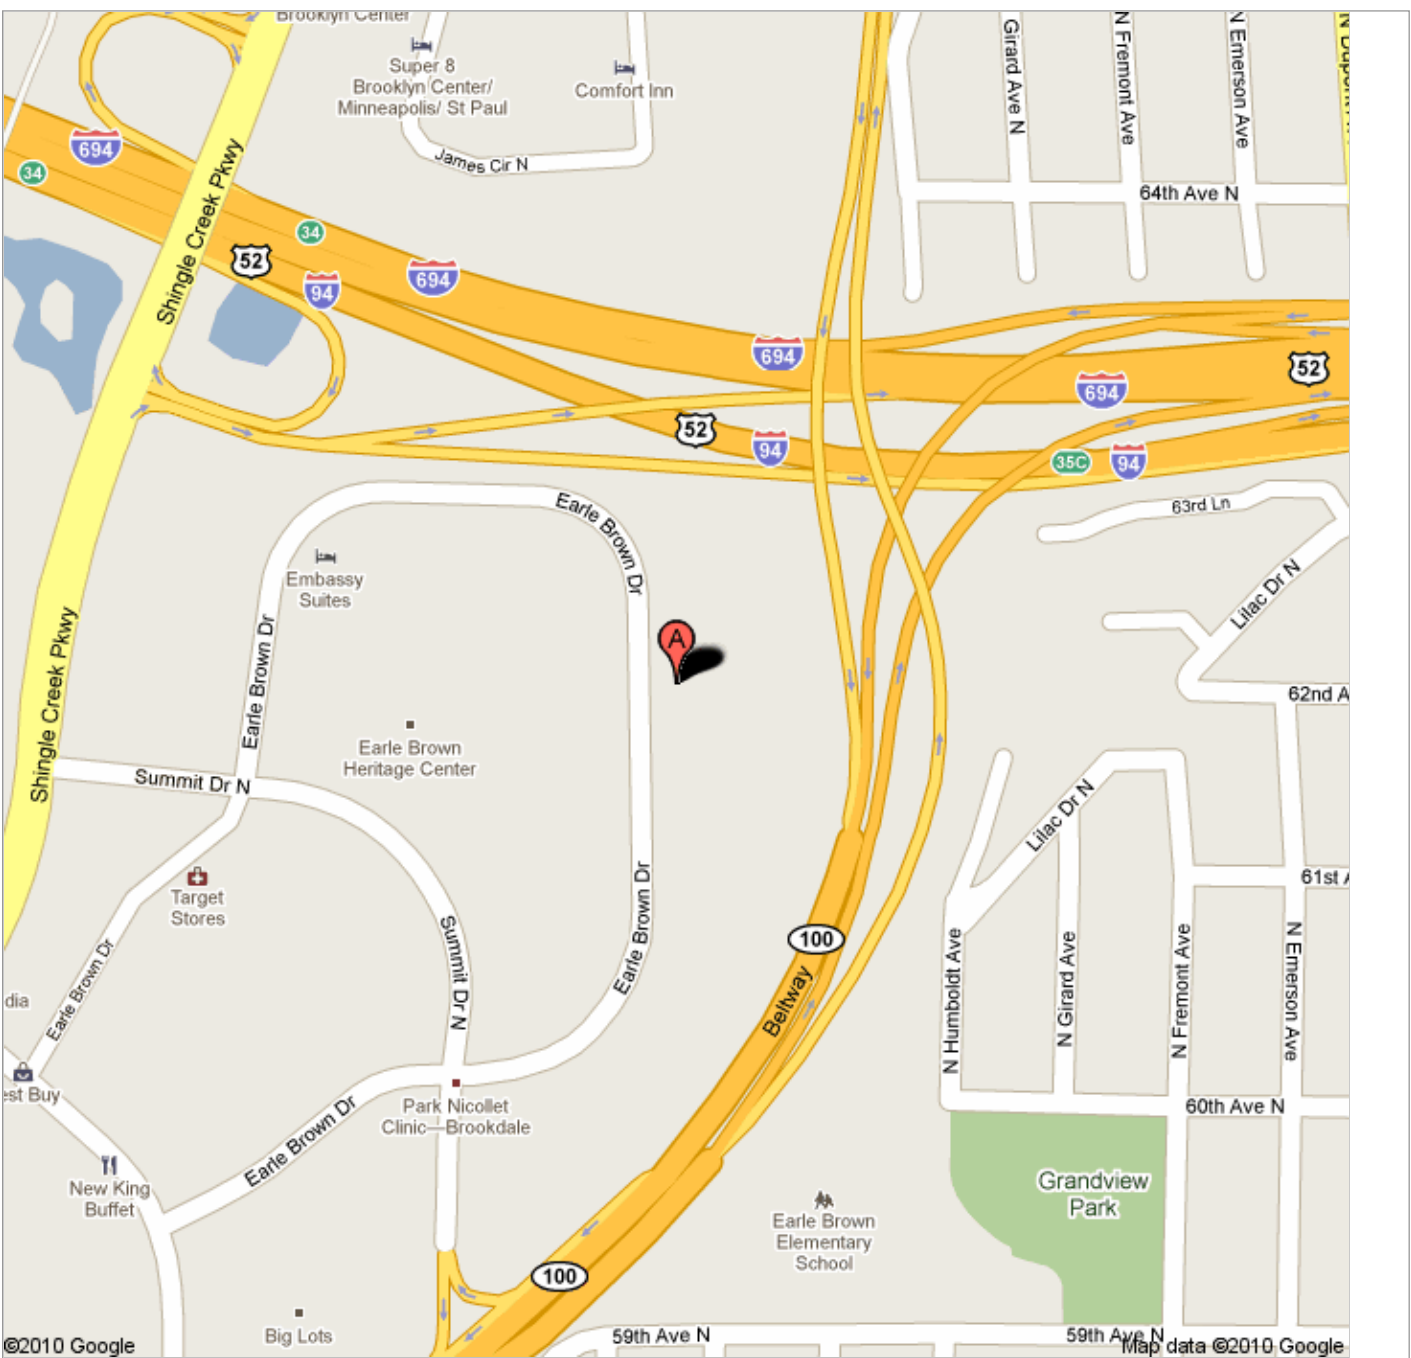 Brooklyn Center
Super 8
Brooklyn Center/
Minneapolis/ St Paul
Comfort Inn
James Cir N
Girard Ave N
N Fremont Ave
N Emerson Ave
64th Ave N
694
34
Shingle Creek Pkwy
34
52
94
694
694
52
694
52
94
35C
94
63rd Ln
Earle Brown Dr
Embassy
Suites
Lilac Dr N
Earle Brown Dr
A
62nd A
Shingle Creek Pkwy
Earle Brown
Heritage Center
Summit Dr N
Lilac Dr N
Target
Stores
61st A
Earle Brown Dr
Summit Dr N
100
Beltway
N Humboldt Ave
N Girard Ave
N Fremont Ave
N Emerson Ave
dia
Earle Brown Dr
est Buy
Park Nicollet
Clinic—Brookdale
60th Ave N
Earle Brown Dr
New King
Buffet
Grandview
Park
Earle Brown
Elementary
School
100
Big Lots
59th Ave N
59th Ave N
©2010 Google
Map data ©2010 Google